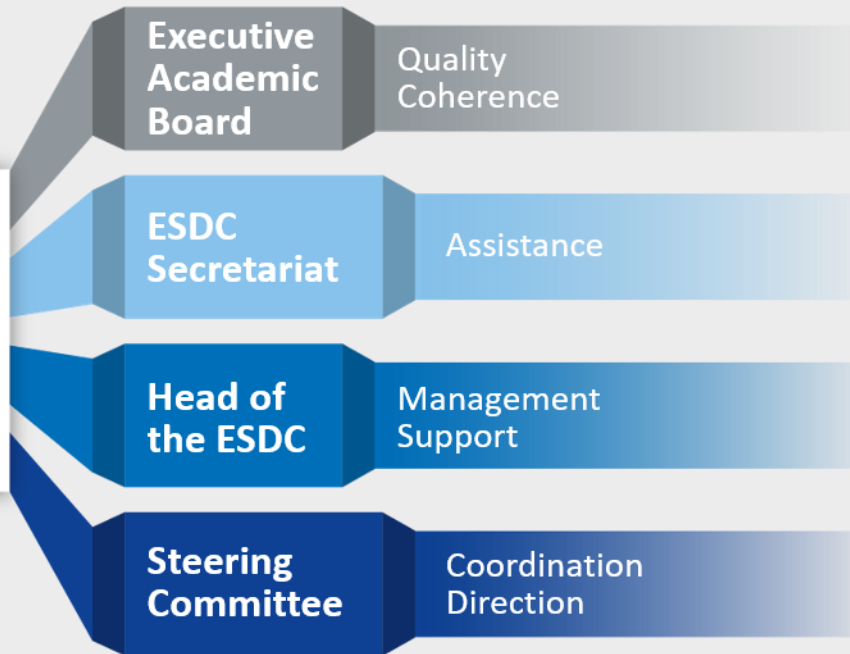 Executive
Academic
Board
Quality
Coherence
ESDC
Secretariat
Assistance
Head of
the ESDC
Management
Support
Steering
Committee
Coordination
Direction